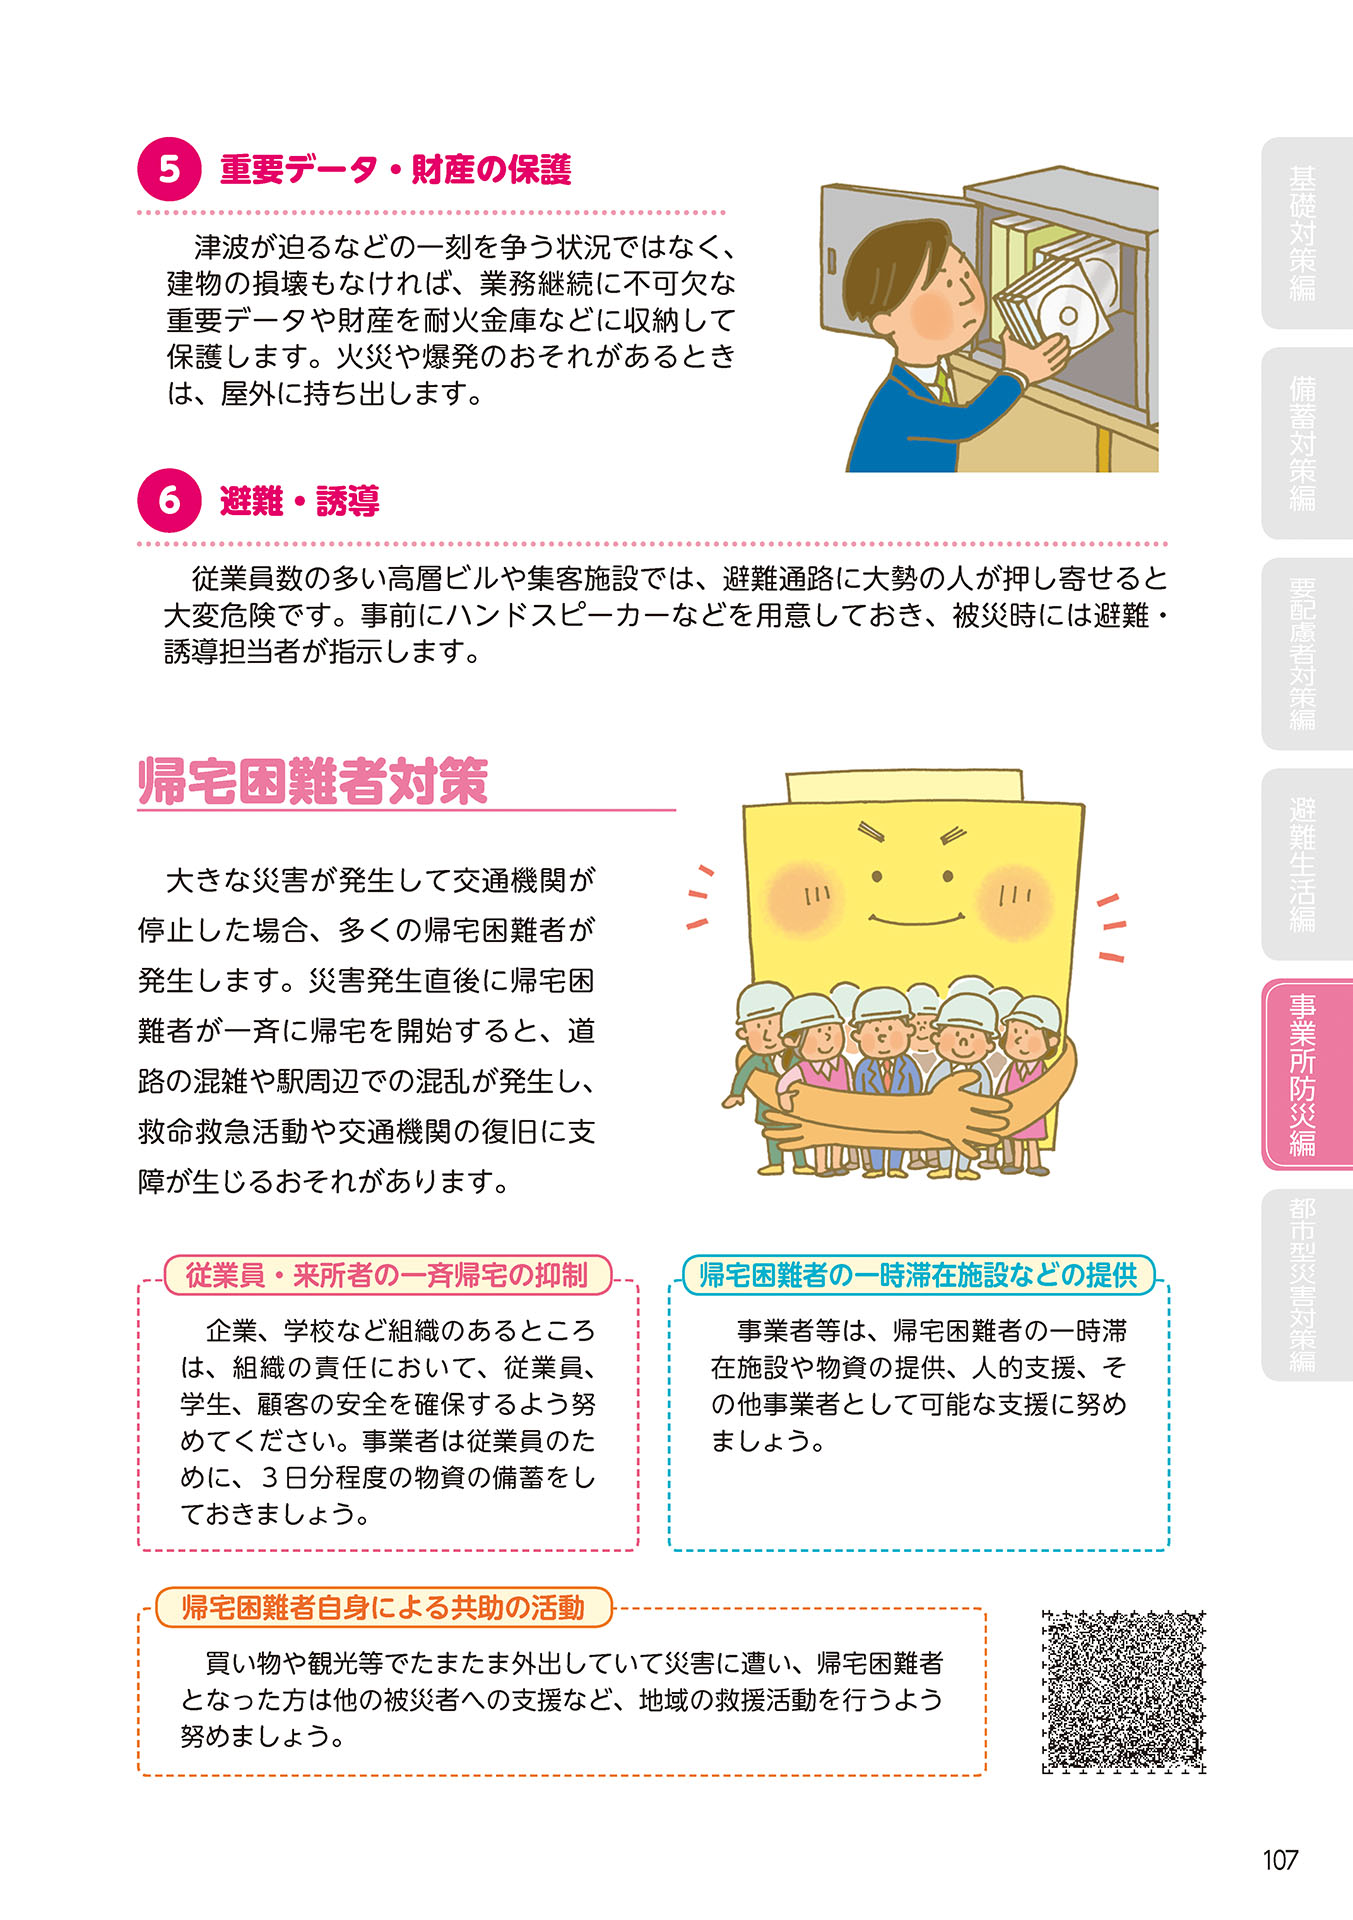 5 重要データ・財産の保護
津波が迫るなどの一刻を争う状況ではなく、
建物の損壊もなければ、業務継続に不可欠な
重要データや財産を耐火金庫などに収納して
保護します。火災や爆発のおそれがあるとき
は、屋外に持ち出します。
6 避難・誘導
従業員数の多い高層ビルや集客施設では、避難通路に大勢の人が押し寄せると
大変危険です。事前にハンドスピーカーなどを用意しておき、被災時には避難・
誘導担当者が指示します。
帰宅困難者対策
大きな災害が発生して交通機関が
停止した場合、多くの帰宅困難者が
発生します。災害発生直後に帰宅困
難者が一斉に帰宅を開始すると、道
路の混雑や駅周辺での混乱が発生し、
救命救急活動や交通機関の復旧に支
障が生じるおそれがあります。
従業員・来所者の一斉帰宅の抑制
企業、学校など組織のあるところ
は、組織の責任において、従業員、
学生、顧客の安全を確保するよう努
めてください。事業者は従業員のた
めに、３日分程度の物資の備蓄をし
ておきましょう。
帰宅困難者の一時滞在施設などの提供
事業者等は、帰宅困難者の一時滞
在施設や物資の提供、人的支援、そ
の他事業者として可能な支援に努め
ましょう。
帰宅困難者自身による共助の活動
買い物や観光等でたまたま外出していて災害に遭い、帰宅困難者
となった方は他の被災者への支援など、地域の救援活動を行うよう
努めましょう。
基礎対策編
備蓄対策編
要配慮者対策編
避難生活編
事業所防災編
都市型災害対策編
107